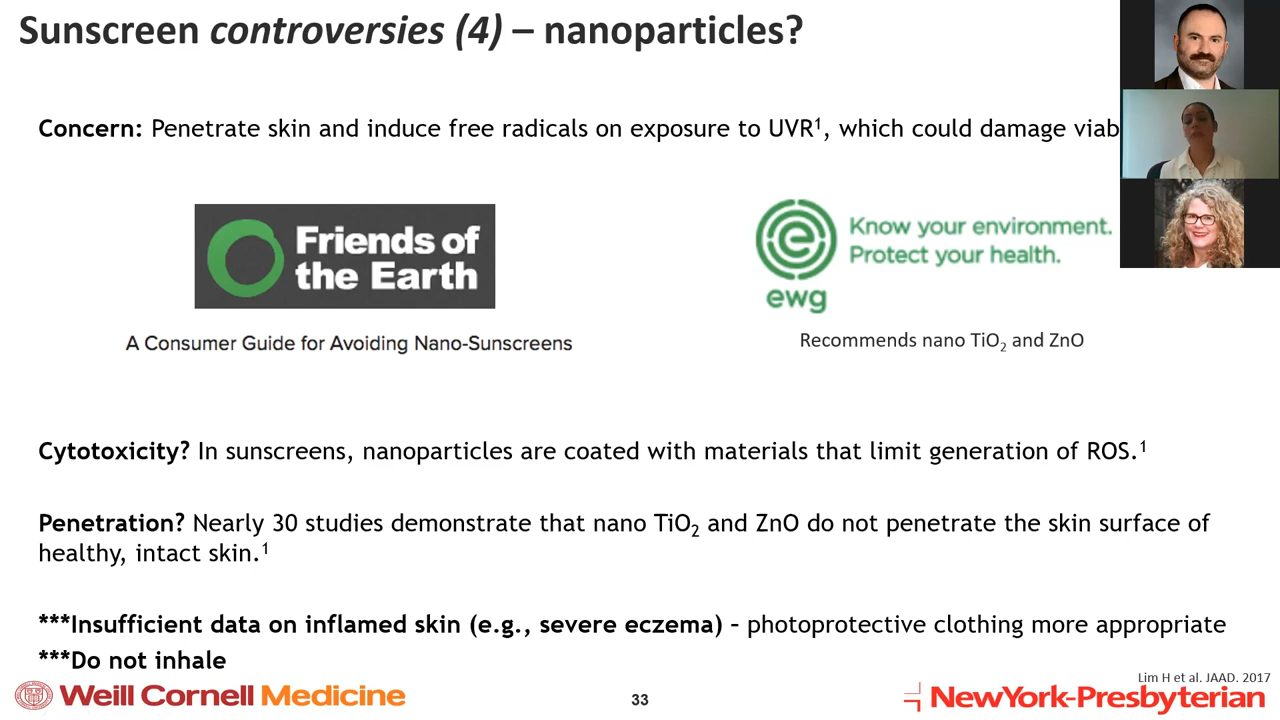 Sunscreen controversies (4) – nanoparticles?
Concern: Penetrate skin and induce free radicals on exposure to UVR¹, which could damage
Friends of
the Earth
A Consumer Guide for Avoiding Nano-Sunscreens
e
Know your environment.
Protect your health.
ewg
Recommends nano TiO₂ and ZnO
Cytotoxicity? In sunscreens, nanoparticles are coated with materials that limit generation of ROS.¹
Penetration? Nearly 30 studies demonstrate that nano TiO₂ and ZnO do not penetrate the skin surface of
healthy, intact skin.¹
***Insufficient data on inflamed skin (e.g., severe eczema) – photoprotective clothing more appropriate
***Do not inhale
Lim H et al. JAAD. 2017
Weill Cornell Medicine
33
NewYork-Presbyterian